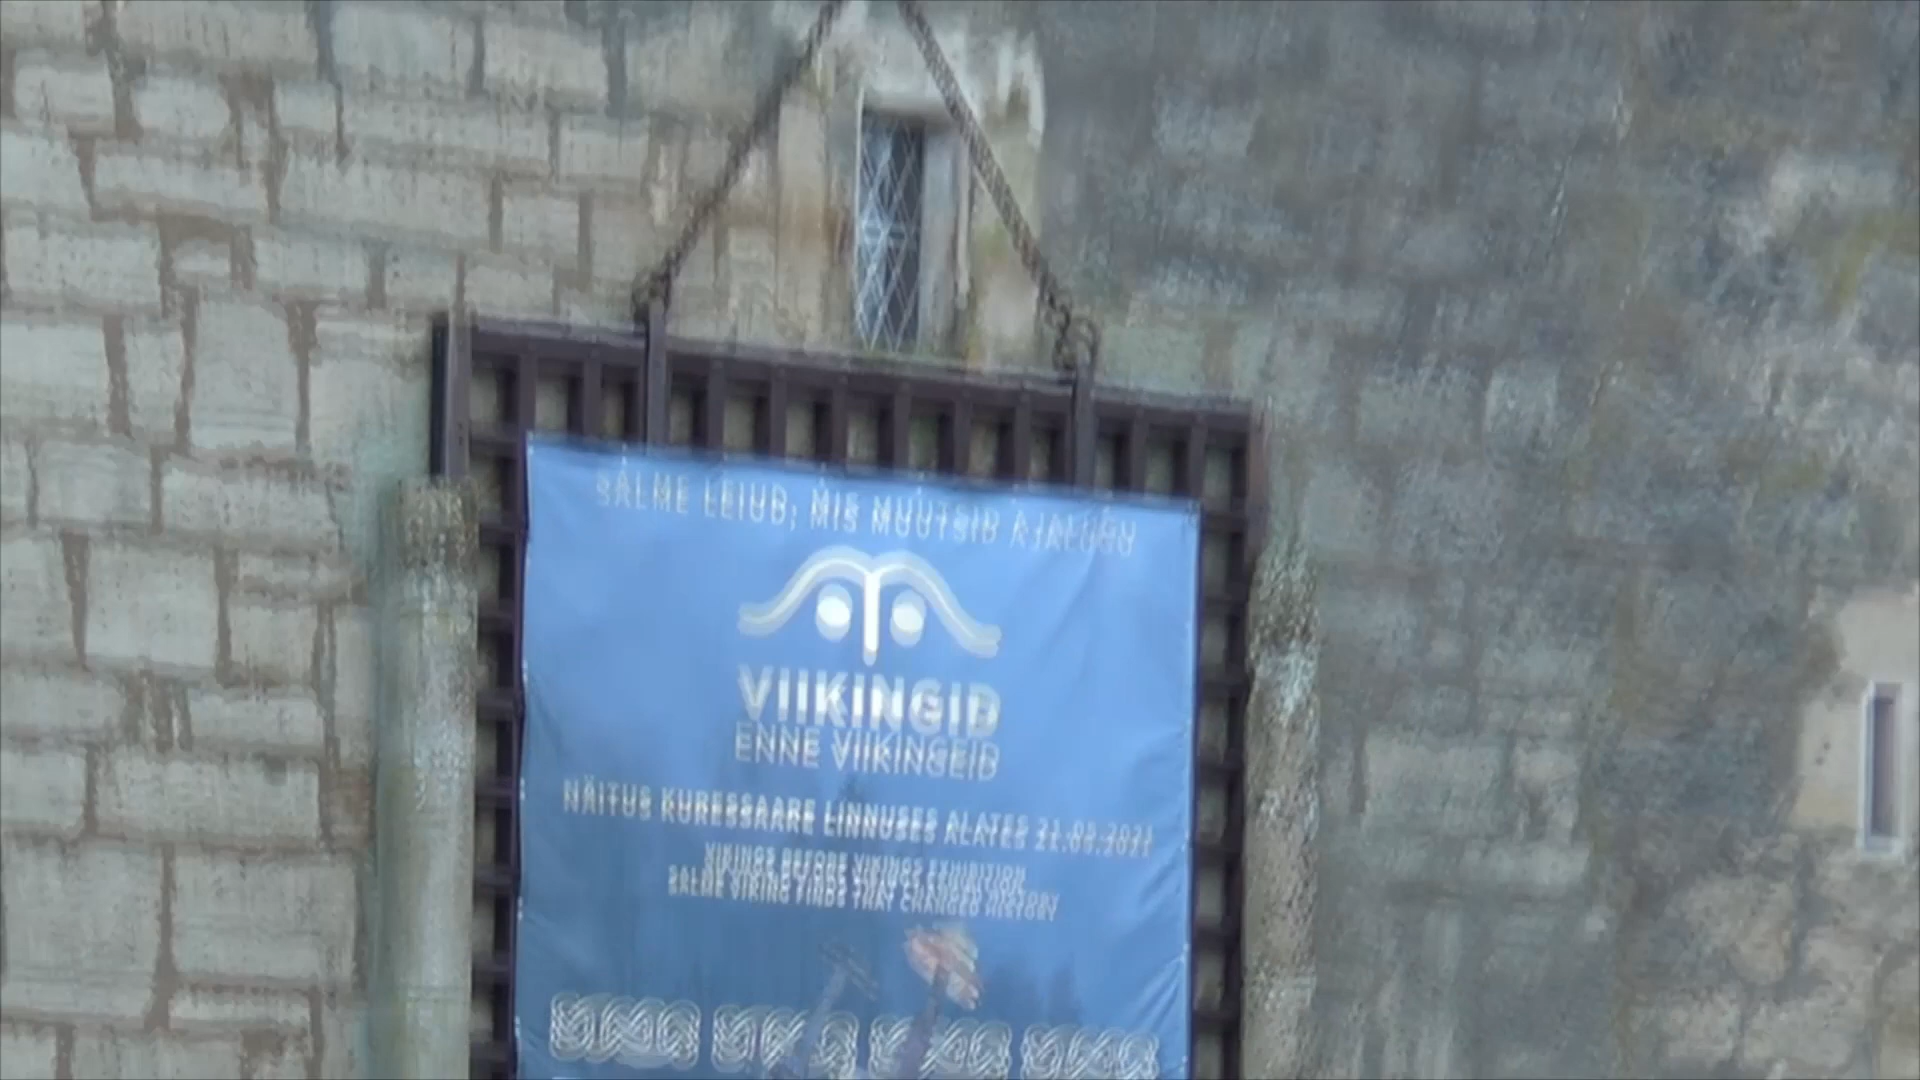 SALME LEIUD, MIS MUUTSID AJALUGU
VIIKINGID
ENNE VIIKINGEID
NÄITUS KURESSAARE LINNUSES ALATES 21.05.2021
VIKINGS BEFORE VIKINGS EXHIBITION
SALME VIKING FINDS THAT CHANGED HISTORY